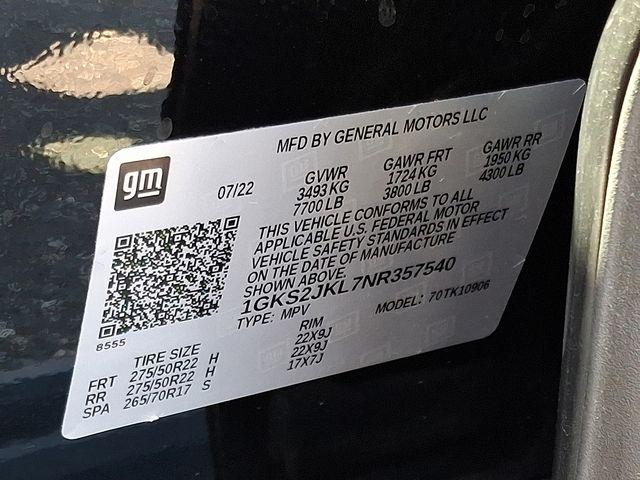 MFD BY GENERAL MOTORS LLC
gm
07/22
GVWR GAWR FRT GAWR RR
3493 KG 1724 KG 1950 KG
7700 LB 3800 LB 4300 LB
THIS VEHICLE CONFORMS TO ALL
APPLICABLE U.S. FEDERAL MOTOR
VEHICLE SAFETY STANDARDS IN EFFECT
ON THE DATE OF MANUFACTURE
SHOWN ABOVE.
1GKS2JKL7NR357540
TYPE: MPV MODEL: 70TK10906
8555
TIRE SIZE RIM
FRT 275/50R22 H 22X9J
RR 275/50R22 H 22X9J
SPA 265/70R17 S 17X7J